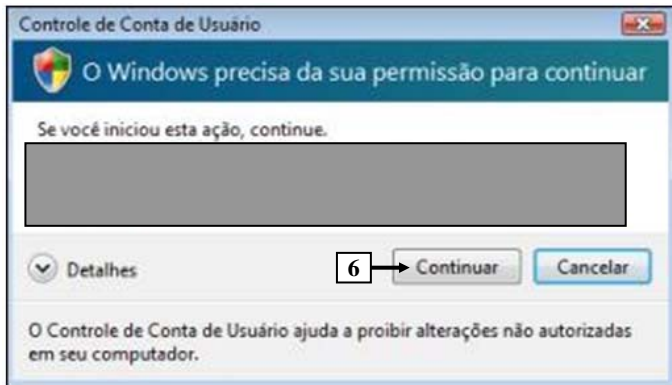 Controle de Conta de Usuário
O Windows precisa da sua permissão para continuar
Se você iniciou esta ação, continue.
Detalhes
6
Continuar
Cancelar
O Controle de Conta de Usuário ajuda a proibir alterações não autorizadas
em seu computador.